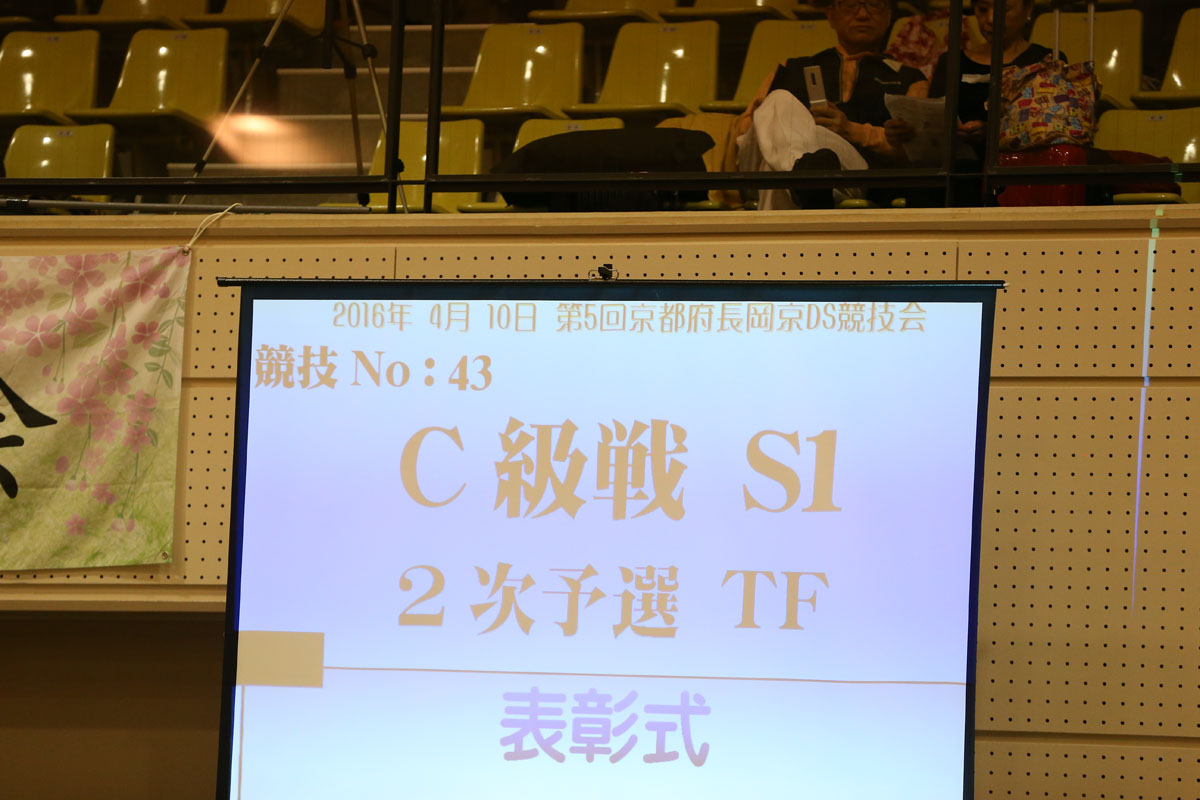 2016年 4月 10日 第5回京都府長岡京DS競技会
競技 No：43
C 級戦 S1
2 次予選 TF
表彰式